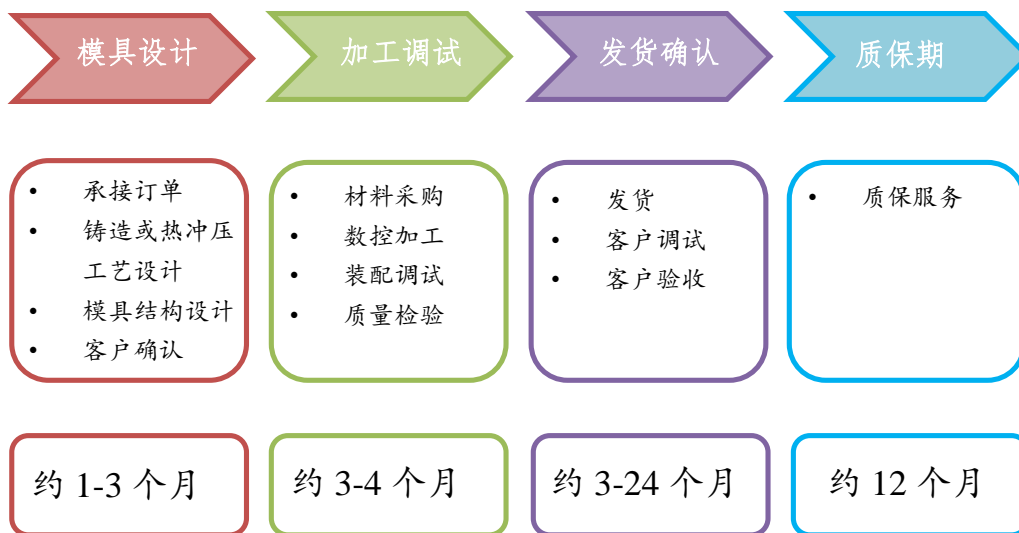 模具设计
加工调试
发货确认
质保期
• 承接订单
• 铸造或热冲压
工艺设计
• 模具结构设计
• 客户确认
• 材料采购
• 数控加工
• 装配调试
• 质量检验
• 发货
• 客户调试
• 客户验收
• 质保服务
约 1-3 个月
约 3-4 个月
约 3-24 个月
约 12 个月